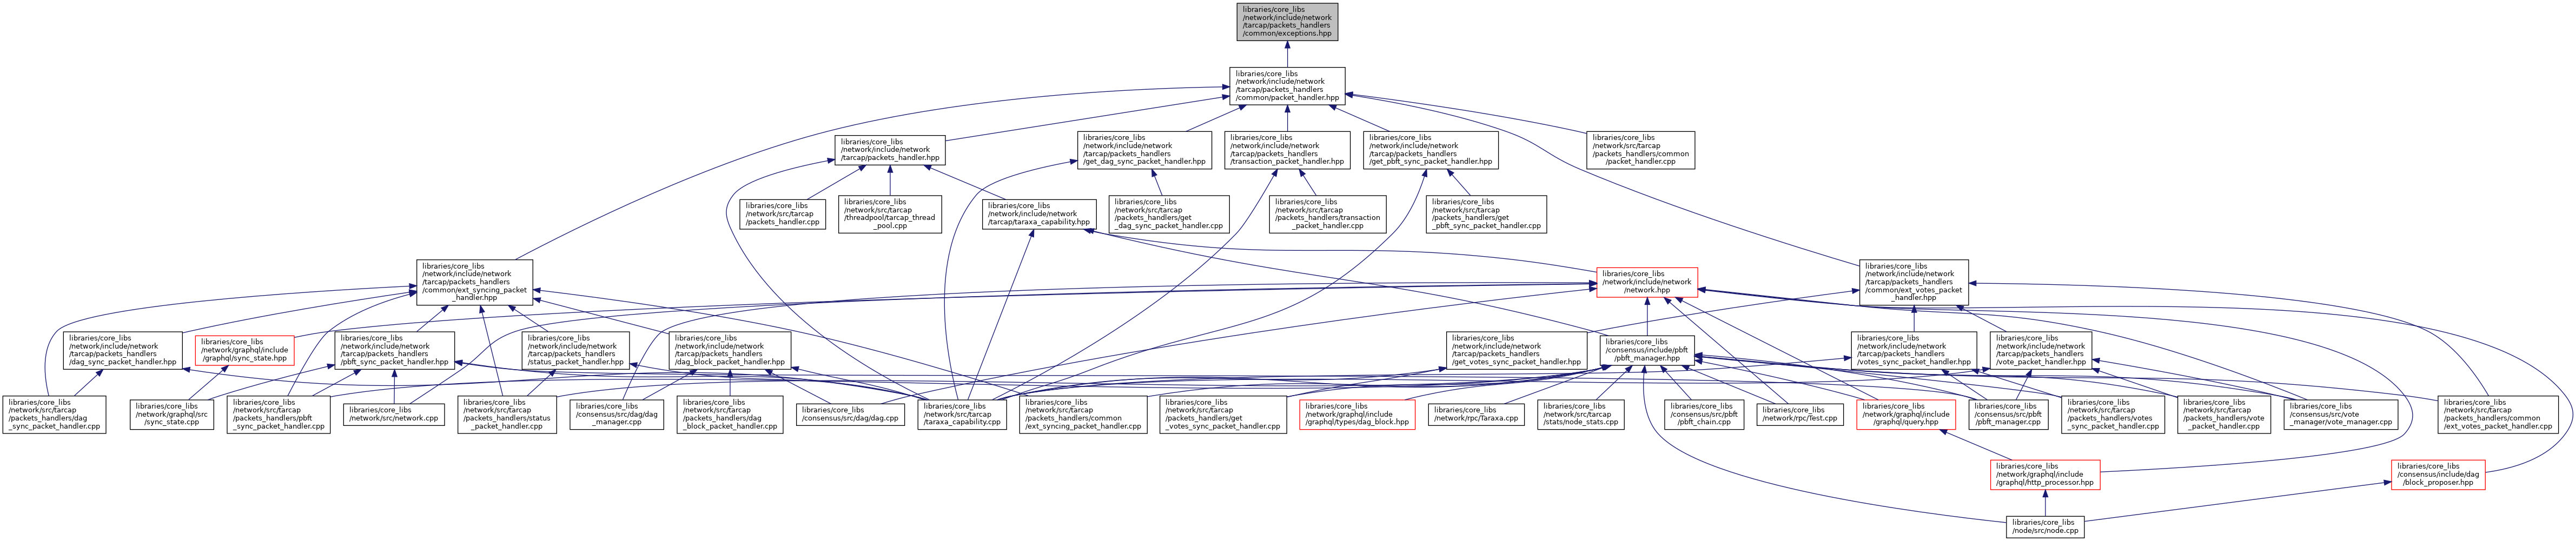 libraries/core_libs
/network/include/network
/tarcap/packets_handlers
/common/exceptions.hpp
libraries/core_libs
/network/include/network
/tarcap/packets_handlers
/common/packet_handler.hpp
libraries/core_libs
/network/include/network
/tarcap/packets_handler.hpp
libraries/core_libs
/network/include/network
/tarcap/packets_handlers
/get_dag_sync_packet_handler.hpp
libraries/core_libs
/network/include/network
/tarcap/packets_handlers
/transaction_packet_handler.hpp
libraries/core_libs
/network/include/network
/tarcap/packets_handlers
/get_pbft_sync_packet_handler.hpp
libraries/core_libs
/network/src/tarcap
/packets_handlers/common
/packet_handler.cpp
libraries/core_libs
/network/src/tarcap
/packets_handler.cpp
libraries/core_libs
/network/src/tarcap
/threadpool/tarcap_thread
_pool.cpp
libraries/core_libs
/network/include/network
/tarcap/taraxa_capability.hpp
libraries/core_libs
/network/src/tarcap
/packets_handlers/get
_dag_sync_packet_handler.cpp
libraries/core_libs
/network/src/tarcap
/packets_handlers/transaction
_packet_handler.cpp
libraries/core_libs
/network/src/tarcap
/packets_handlers/get
_pbft_sync_packet_handler.cpp
libraries/core_libs
/network/include/network
/tarcap/packets_handlers
/common/ext_syncing_packet
_handler.hpp
libraries/core_libs
/network/include/network
/network.hpp
libraries/core_libs
/network/include/network
/tarcap/packets_handlers
/common/ext_votes_packet
_handler.hpp
libraries/core_libs
/network/include/network
/tarcap/packets_handlers
/dag_sync_packet_handler.hpp
libraries/core_libs
/network/graphql/include
/graphql/sync_state.hpp
libraries/core_libs
/network/include/network
/tarcap/packets_handlers
/pbft_sync_packet_handler.hpp
libraries/core_libs
/network/include/network
/tarcap/packets_handlers
/status_packet_handler.hpp
libraries/core_libs
/network/include/network
/tarcap/packets_handlers
/dag_block_packet_handler.hpp
libraries/core_libs
/network/include/network
/tarcap/packets_handlers
/get_votes_sync_packet_handler.hpp
libraries/core_libs
/consensus/include/pbft
/pbft_manager.hpp
libraries/core_libs
/network/include/network
/tarcap/packets_handlers
/votes_sync_packet_handler.hpp
libraries/core_libs
/network/include/network
/tarcap/packets_handlers
/vote_packet_handler.hpp
libraries/core_libs
/network/src/tarcap
/packets_handlers/dag
_sync_packet_handler.cpp
libraries/core_libs
/network/graphql/src
/sync_state.cpp
libraries/core_libs
/network/src/tarcap
/packets_handlers/pbft
_sync_packet_handler.cpp
libraries/core_libs
/network/src/network.cpp
libraries/core_libs
/network/src/tarcap
/packets_handlers/status
_packet_handler.cpp
libraries/core_libs
/consensus/src/dag/dag
_manager.cpp
libraries/core_libs
/network/src/tarcap
/packets_handlers/dag
_block_packet_handler.cpp
libraries/core_libs
/consensus/src/dag/dag.cpp
libraries/core_libs
/network/src/tarcap
/taraxa_capability.cpp
libraries/core_libs
/network/src/tarcap
/packets_handlers/common
/ext_syncing_packet_handler.cpp
libraries/core_libs
/network/src/tarcap
/packets_handlers/get
_votes_sync_packet_handler.cpp
libraries/core_libs
/network/graphql/include
/graphql/types/dag_block.hpp
libraries/core_libs
/network/rpc/Taraxa.cpp
libraries/core_libs
/network/src/tarcap
/stats/node_stats.cpp
libraries/core_libs
/consensus/src/pbft
/pbft_chain.cpp
libraries/core_libs
/network/rpc/Test.cpp
libraries/core_libs
/network/graphql/include
/graphql/query.hpp
libraries/core_libs
/consensus/src/pbft
/pbft_manager.cpp
libraries/core_libs
/network/src/tarcap
/packets_handlers/votes
_sync_packet_handler.cpp
libraries/core_libs
/network/src/tarcap
/packets_handlers/vote
_packet_handler.cpp
libraries/core_libs
/consensus/src/vote
_manager/vote_manager.cpp
libraries/core_libs
/network/src/tarcap
/packets_handlers/common
/ext_votes_packet_handler.cpp
libraries/core_libs
/network/graphql/include
/graphql/http_processor.hpp
libraries/core_libs
/consensus/include/dag
/block_proposer.hpp
libraries/core_libs
/node/src/node.cpp